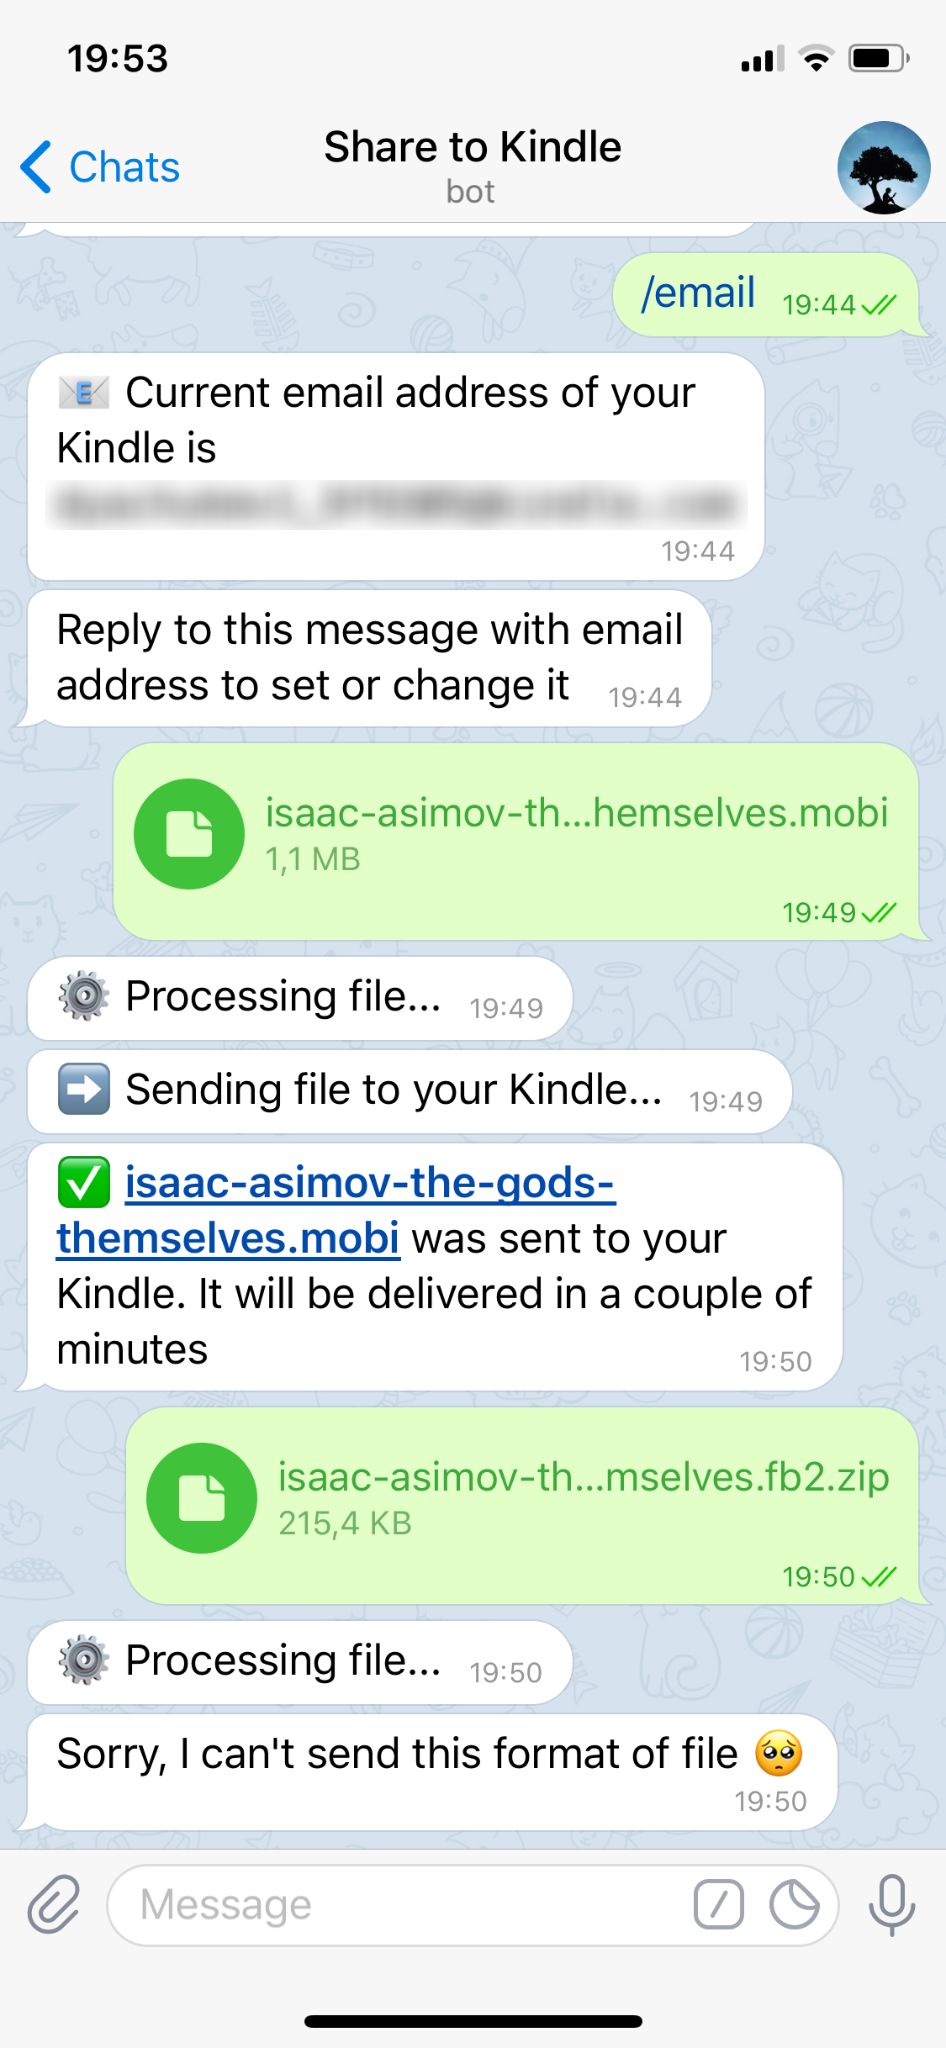 19:53
Chats
Share to Kindle
bot
/email 19:44
Current email address of your
Kindle is
19:44
Reply to this message with email
address to set or change it 19:44
isaac-asimov-th...hemselves.mobi
1,1 MB
19:49
Processing file... 19:49
Sending file to your Kindle... 19:49
isaac-asimov-the-gods-
themselves.mobi was sent to your
Kindle. It will be delivered in a couple of
minutes 19:50
isaac-asimov-th...mselves.fb2.zip
215,4 KB
19:50
Processing file... 19:50
Sorry, I can't send this format of file
19:50
Message